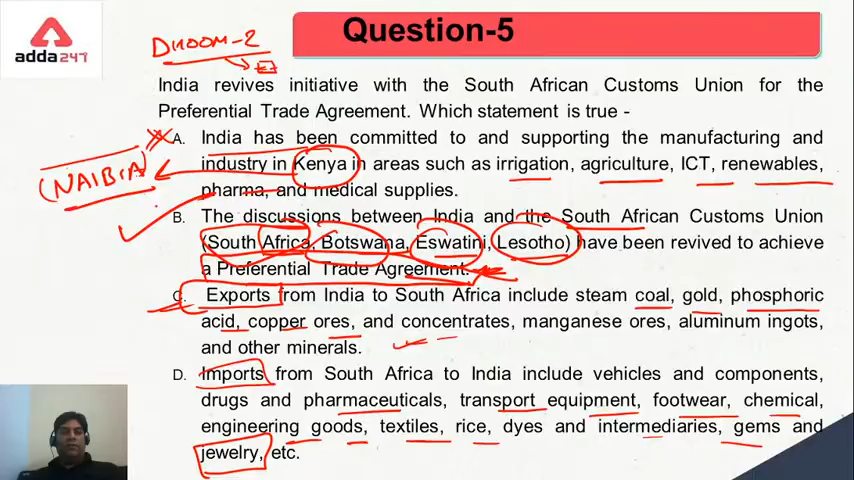 Question-5
adda247
DHOOM-2
India revives initiative with the South African Customs Union for the
Preferential Trade Agreement. Which statement is true -
A. India has been committed to and supporting the manufacturing and
industry in Kenya in areas such as irrigation, agriculture, ICT, renewables,
pharma, and medical supplies.
(NAIBIA)
B. The discussions between India and the South African Customs Union
(South Africa, Botswana, Eswatini, Lesotho) have been revived to achieve
a Preferential Trade Agreement.
C. Exports from India to South Africa include steam coal, gold, phosphoric
acid, copper ores, and concentrates, manganese ores, aluminum ingots,
and other minerals.
D. Imports from South Africa to India include vehicles and components,
drugs and pharmaceuticals, transport equipment, footwear, chemical,
engineering goods, textiles, rice, dyes and intermediaries, gems and
jewelry, etc.